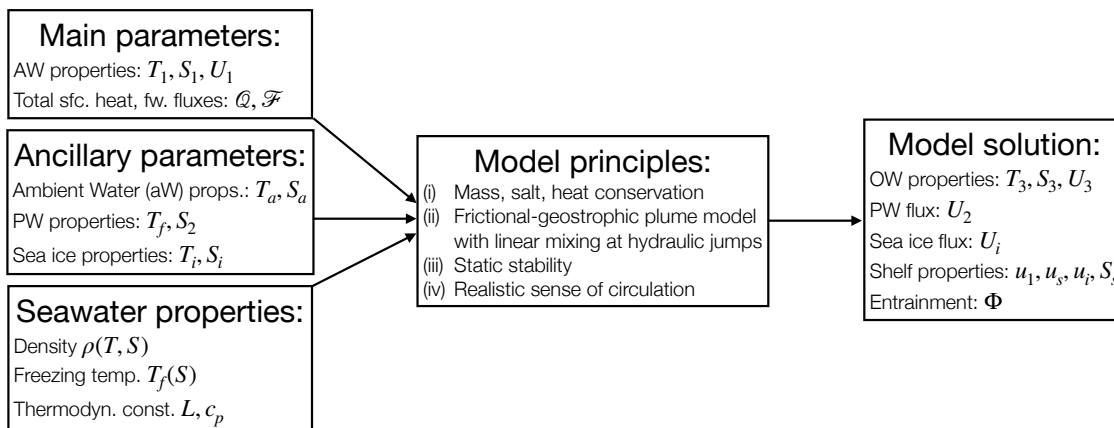 Main parameters:
AW properties: T₁, S₁, U₁
Total sfc. heat, fw. fluxes: 𝒬, ℱ
Ancillary parameters:
Ambient Water (aW) props.: Tₐ, Sₐ
PW properties: T_f, S₂
Sea ice properties: Tᵢ, Sᵢ
Seawater properties:
Density ρ(T, S)
Freezing temp. T_f(S)
Thermodyn. const. L, c_p
Model principles:
(i) Mass, salt, heat conservation
(ii) Frictional-geostrophic plume model
with linear mixing at hydraulic jumps
(iii) Static stability
(iv) Realistic sense of circulation
Model solution:
OW properties: T₃, S₃, U₃
PW flux: U₂
Sea ice flux: Uᵢ
Shelf properties: u₁, uₛ, uᵢ, Sₛ
Entrainment: Φ